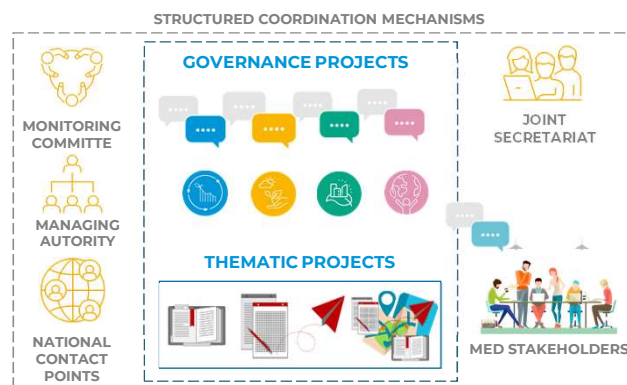 STRUCTURED COORDINATION MECHANISMS
GOVERNANCE PROJECTS
MONITORING
COMMITTE
MANAGING
AUTORITY
NATIONAL
CONTACT
POINTS
THEMATIC PROJECTS
JOINT
SECRETARIAT
MED STAKEHOLDERS